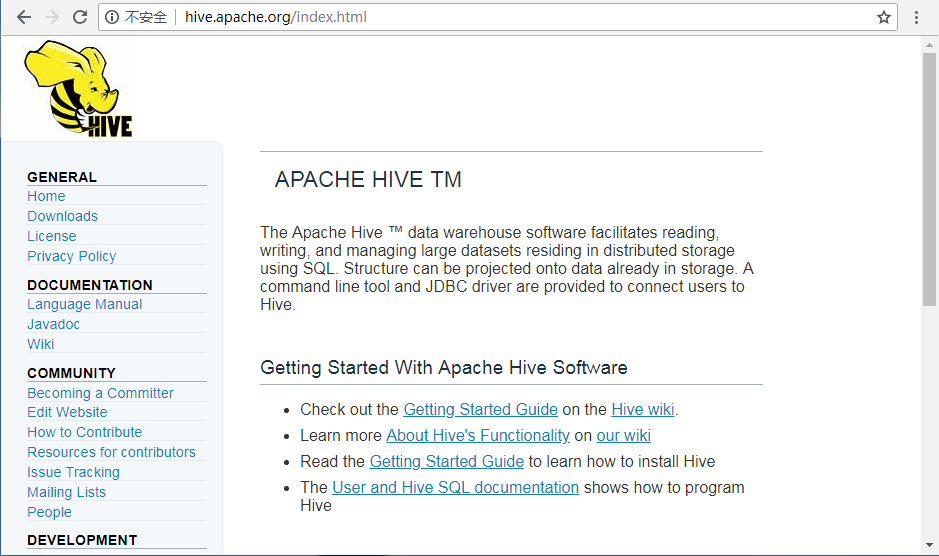 不安全 hive.apache.org/index.html
HIVE
GENERAL
Home
Downloads
License
Privacy Policy
DOCUMENTATION
Language Manual
Javadoc
Wiki
COMMUNITY
Becoming a Committer
Edit Website
How to Contribute
Resources for contributors
Issue Tracking
Mailing Lists
People
DEVELOPMENT
APACHE HIVE TM
The Apache Hive ™ data warehouse software facilitates reading,
writing, and managing large datasets residing in distributed storage
using SQL. Structure can be projected onto data already in storage. A
command line tool and JDBC driver are provided to connect users to
Hive.
Getting Started With Apache Hive Software
• Check out the Getting Started Guide on the Hive wiki.
• Learn more About Hive's Functionality on our wiki
• Read the Getting Started Guide to learn how to install Hive
• The User and Hive SQL documentation shows how to program
Hive